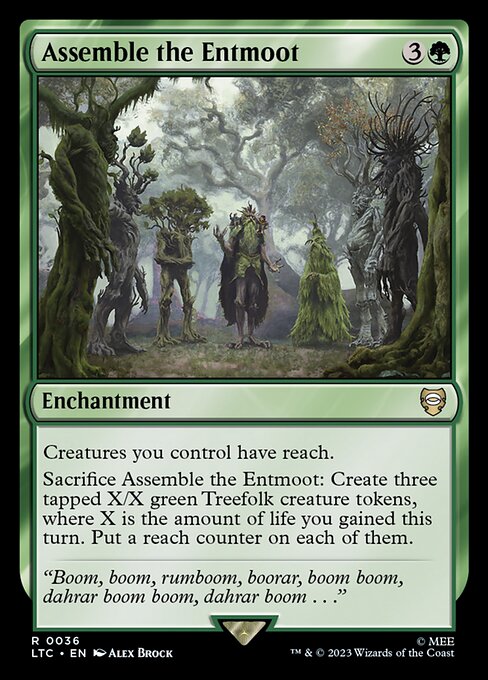 Assemble the Entmoot 3
Enchantment
Creatures you control have reach.
Sacrifice Assemble the Entmoot: Create three
tapped X/X green Treefolk creature tokens,
where X is the amount of life you gained this
turn. Put a reach counter on each of them.
“Boom, boom, rumboom, boorar, boom boom,
dahrar boom boom, dahrar boom . . .”
R 0036 © MEE
LTC • EN ALEX BROCK ™ & © 2023 Wizards of the Coast